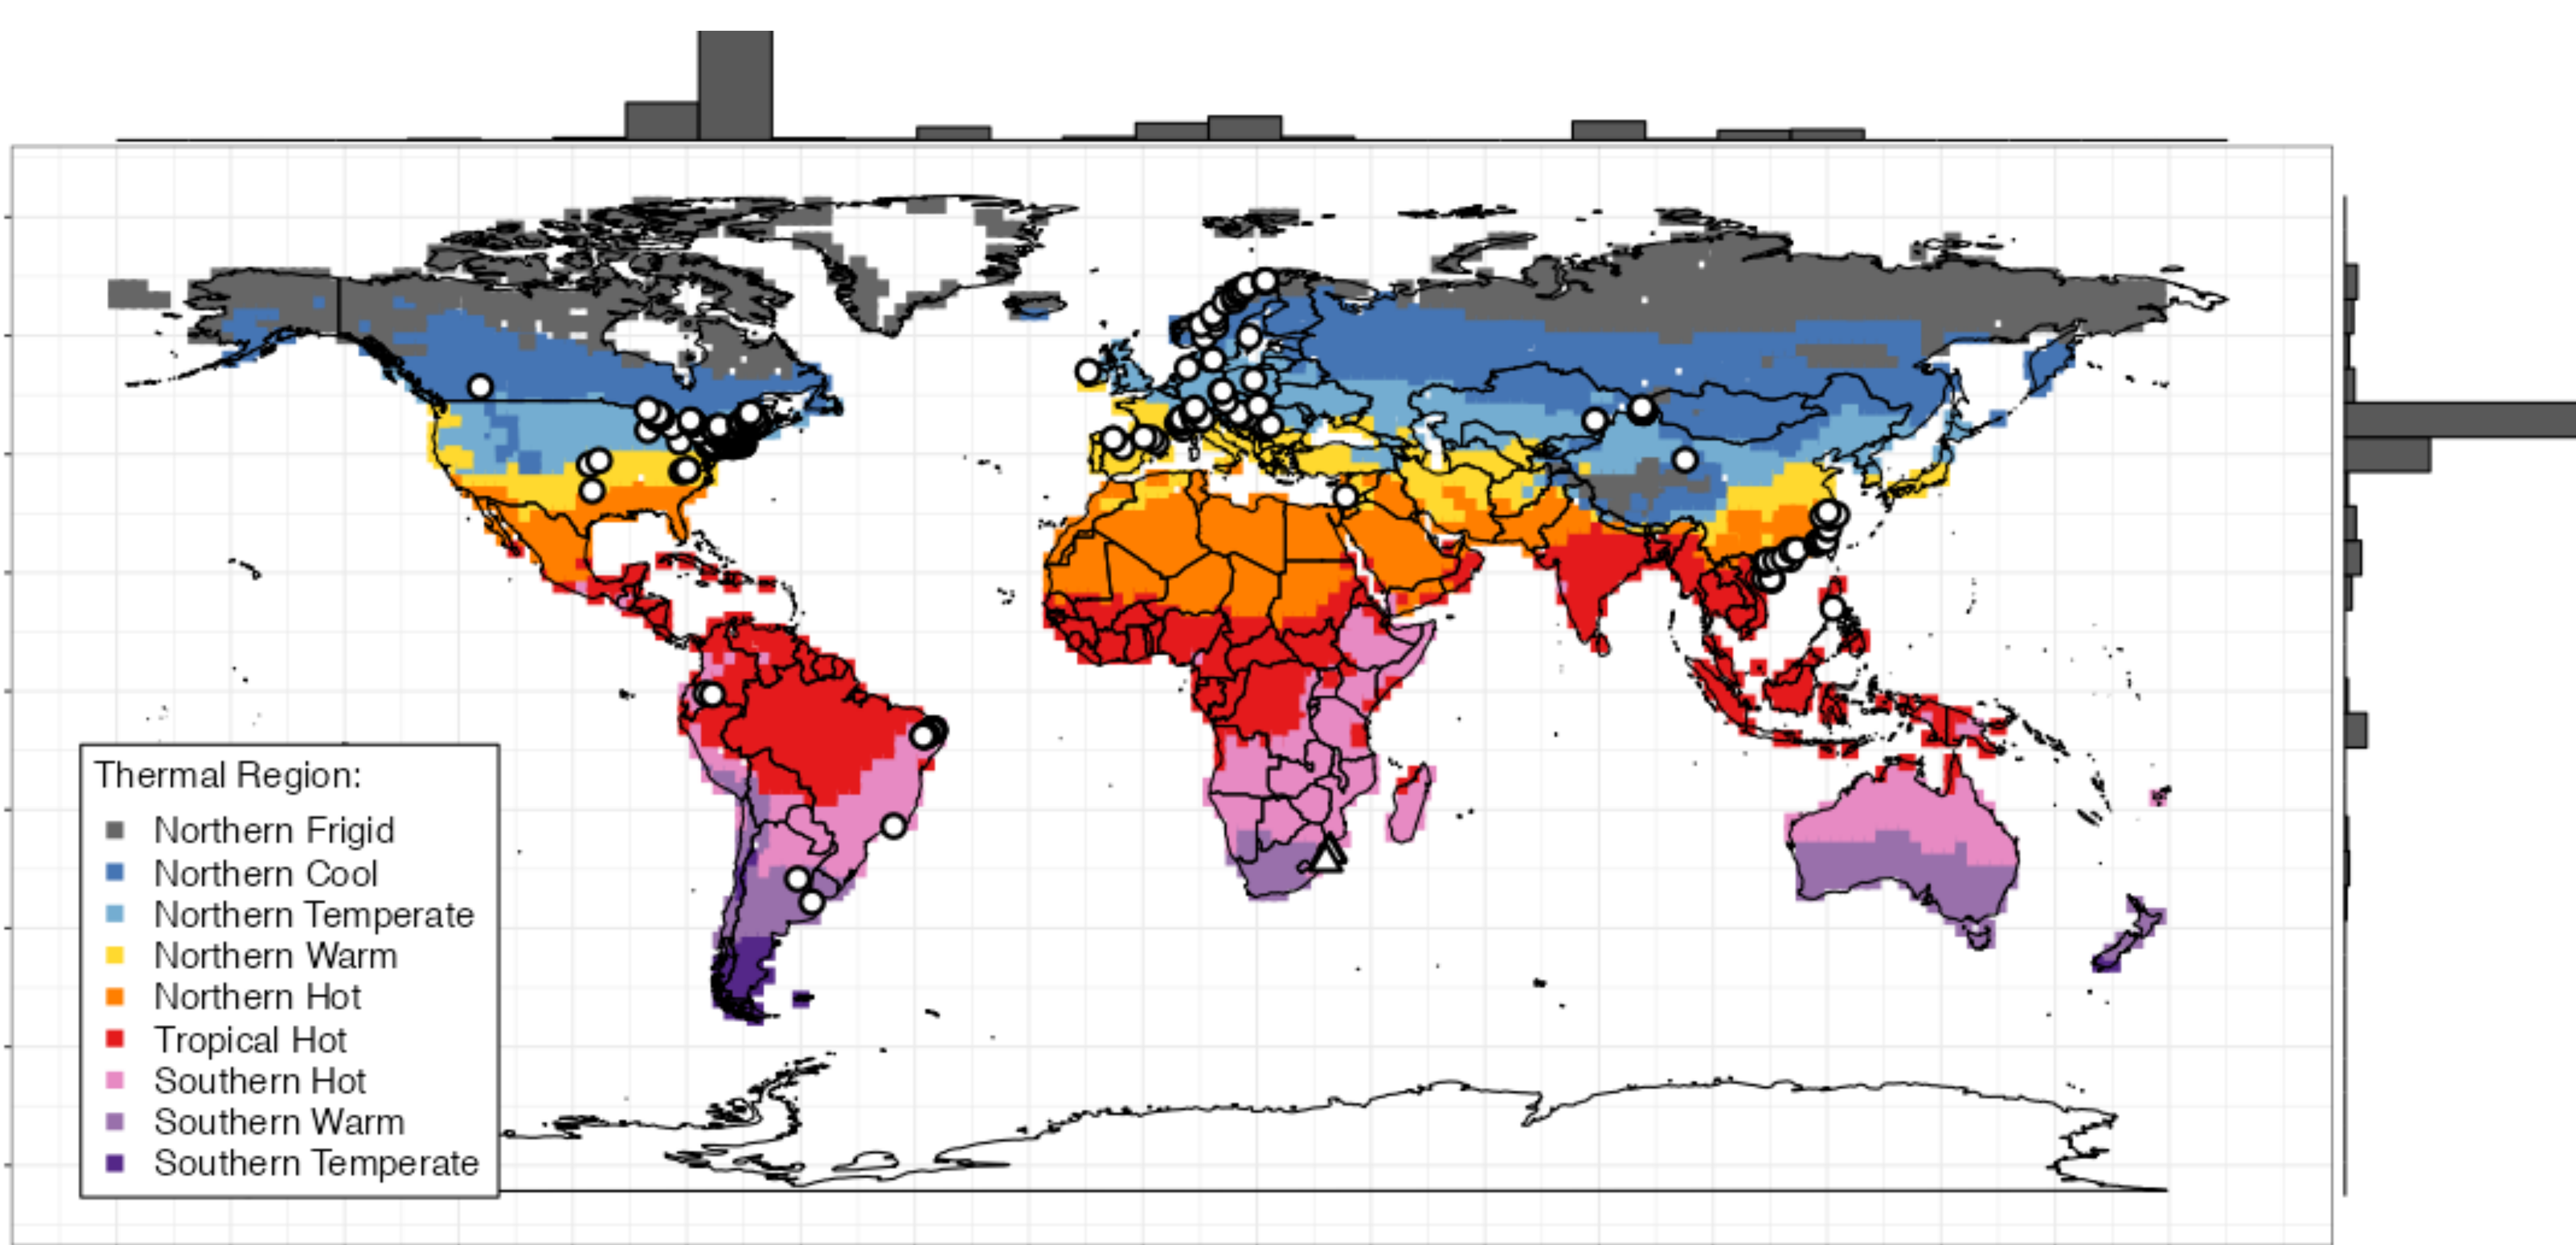 Thermal Region:
Northern Frigid
Northern Cool
Northern Temperate
Northern Warm
Northern Hot
Tropical Hot
Southern Hot
Southern Warm
Southern Temperate